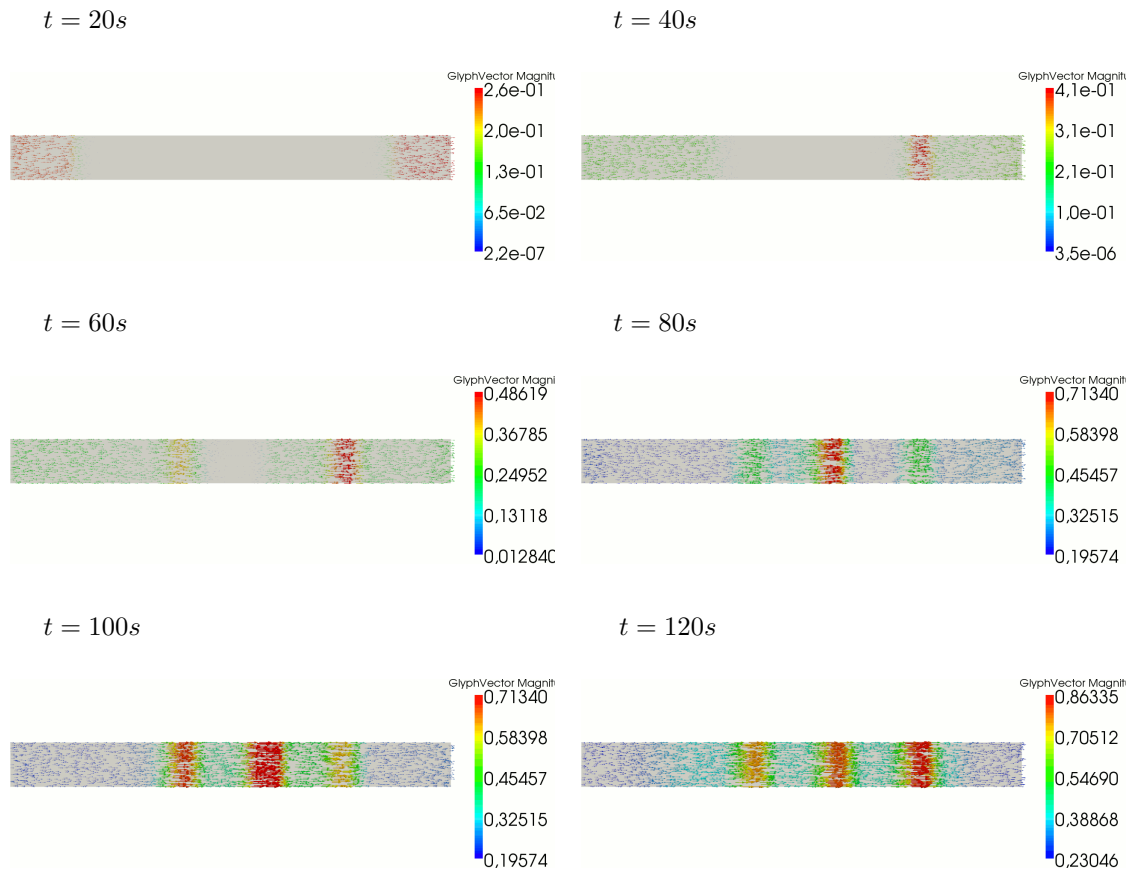 t = 20s
GlyphVector Magnitu
2,6e-01
2.0e-01
1,3e-01
6,5e-02
2,2e-07
t = 40s
GlyphVector Magnitu
4,1e-01
3,1e-01
2,1e-01
1,0e-01
3,5e-06
t = 60s
GlyphVector Magni
0,48619
0,36785
0,24952
0,13118
0,012840
t = 80s
GlyphVector Magnitu
0,71340
0,58398
0,45457
0,32515
0,19574
t = 100s
GlyphVector Magnitu
0,71340
0,58398
0,45457
0,32515
0,19574
t = 120s
GlyphVector Magnitu
0,86335
0,70512
0,54690
0,38868
0,23046